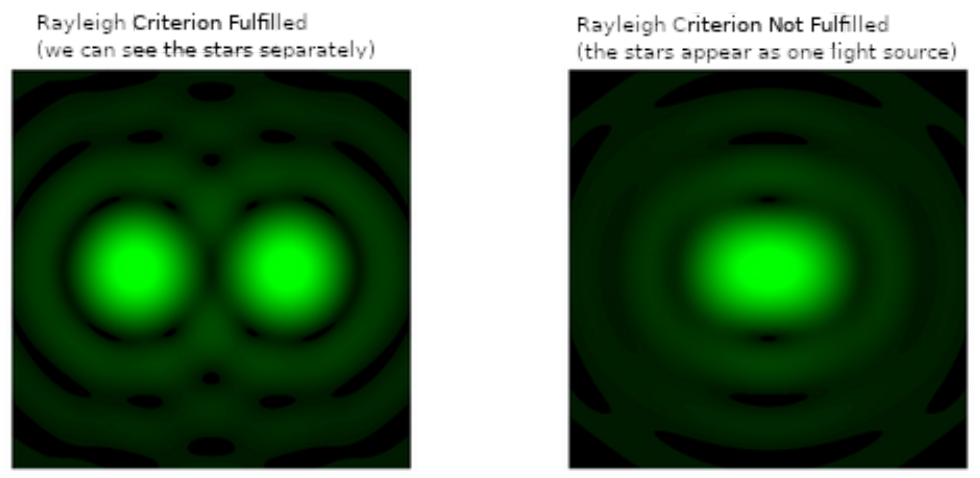 Rayleigh Criterion Fulfilled
(we can see the stars separately)
Rayleigh Criterion Not Fulfilled
(the stars appear as one light source)